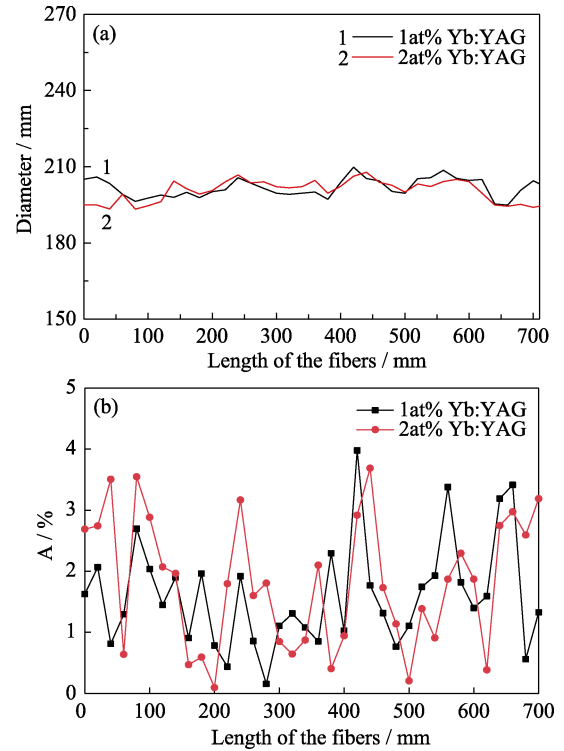 (a)
1 1at% Yb:YAG
2 2at% Yb:YAG
270
240
210
180
150
Diameter / mm
1
2
0 100 200 300 400 500 600 700
Length of the fibers / mm
(b)
1at% Yb:YAG
2at% Yb:YAG
5
4
3
2
1
0
A / %
0 100 200 300 400 500 600 700
Length of the fibers / mm